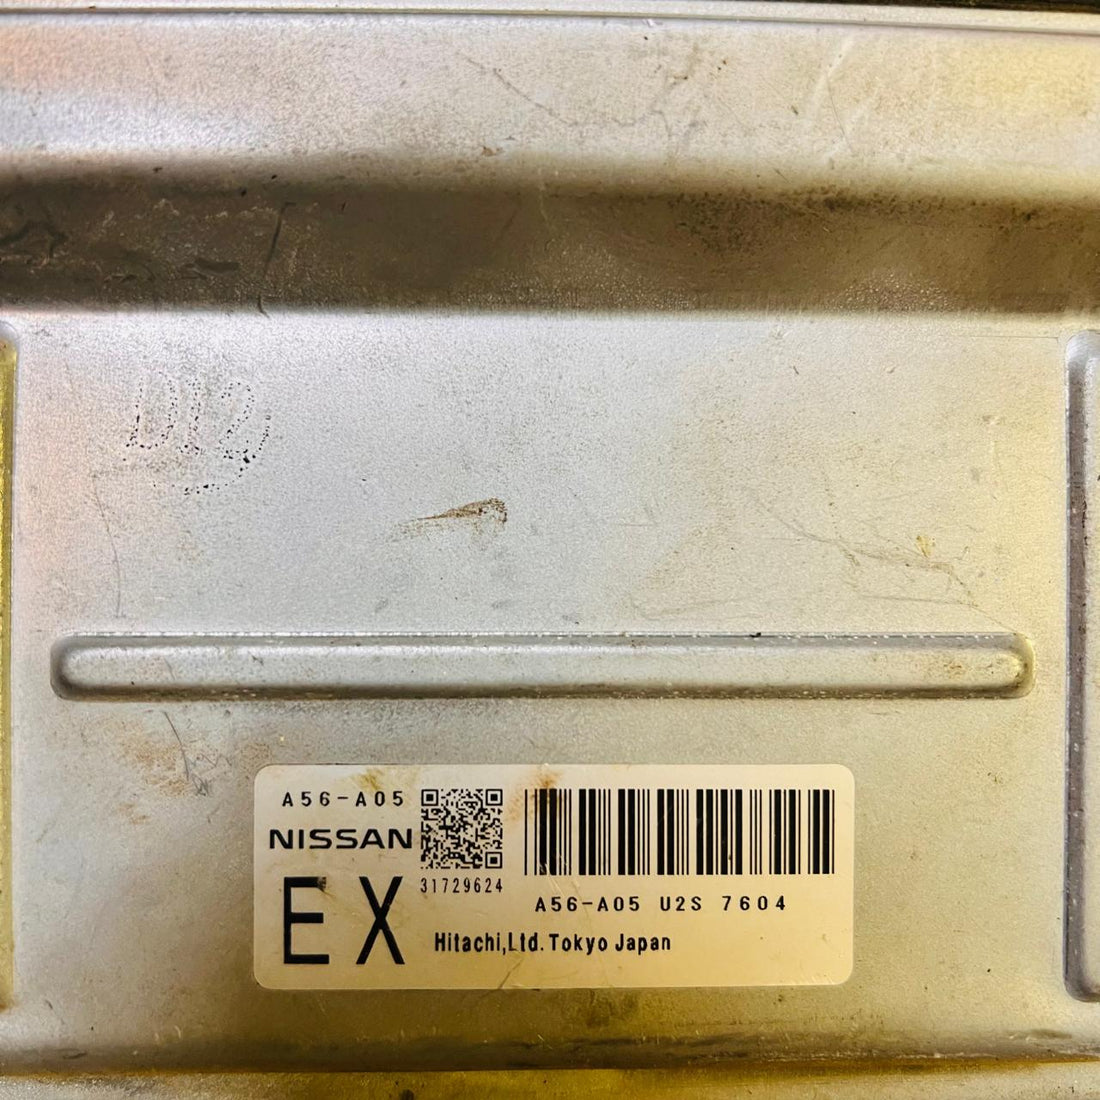 D12
A56-A05
NISSAN
EX
31729624
A56-A05 U2S 7604
Hitachi,Ltd. Tokyo Japan